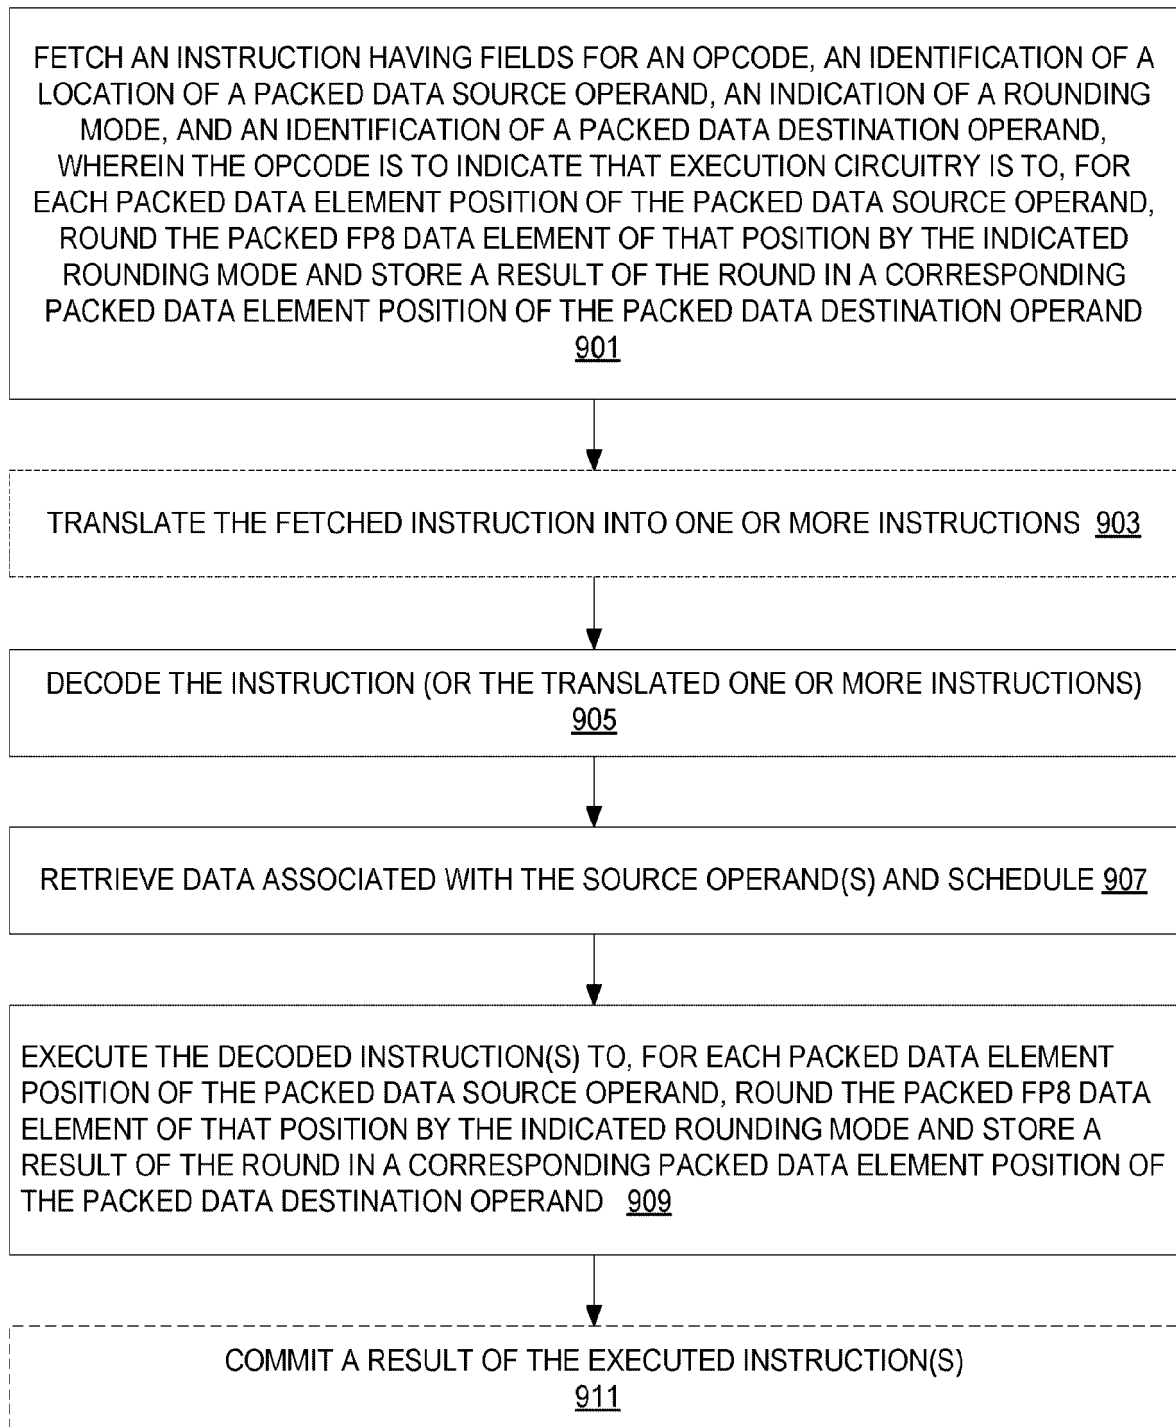 FETCH AN INSTRUCTION HAVING FIELDS FOR AN OPCODE, AN IDENTIFICATION OF A
LOCATION OF A PACKED DATA SOURCE OPERAND, AN INDICATION OF A ROUNDING
MODE, AND AN IDENTIFICATION OF A PACKED DATA DESTINATION OPERAND,
WHEREIN THE OPCODE IS TO INDICATE THAT EXECUTION CIRCUITRY IS TO, FOR
EACH PACKED DATA ELEMENT POSITION OF THE PACKED DATA SOURCE OPERAND,
ROUND THE PACKED FP8 DATA ELEMENT OF THAT POSITION BY THE INDICATED
ROUNDING MODE AND STORE A RESULT OF THE ROUND IN A CORRESPONDING
PACKED DATA ELEMENT POSITION OF THE PACKED DATA DESTINATION OPERAND
901
TRANSLATE THE FETCHED INSTRUCTION INTO ONE OR MORE INSTRUCTIONS 903
DECODE THE INSTRUCTION (OR THE TRANSLATED ONE OR MORE INSTRUCTIONS)
905
RETRIEVE DATA ASSOCIATED WITH THE SOURCE OPERAND(S) AND SCHEDULE 907
EXECUTE THE DECODED INSTRUCTION(S) TO, FOR EACH PACKED DATA ELEMENT
POSITION OF THE PACKED DATA SOURCE OPERAND, ROUND THE PACKED FP8 DATA
ELEMENT OF THAT POSITION BY THE INDICATED ROUNDING MODE AND STORE A
RESULT OF THE ROUND IN A CORRESPONDING PACKED DATA ELEMENT POSITION OF
THE PACKED DATA DESTINATION OPERAND 909
COMMIT A RESULT OF THE EXECUTED INSTRUCTION(S)
911